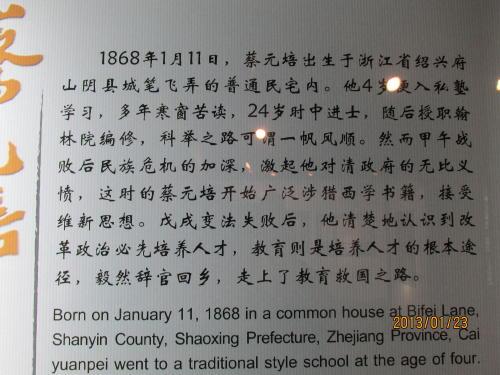 蔡元培
1868年1月11日，蔡元培出生于浙江省绍兴府
山阴县城笔飞弄的普通民宅内。他4岁便入私塾
学习，多年寒窗苦读，24岁时中进士，随后授职翰
林院编修，科举之路可谓一帆风顺。然而甲午战
败后民族危机的加深，激起他对清政府的无比义
愤，这时的蔡元培开始广泛涉猎西学书籍，接受
维新思想。戊戌变法失败后，他清楚地认识到改
革政治必先培养人才，教育则是培养人才的根本途
径，毅然辞官回乡，走上了教育救国之路。
Born on January 11, 1868 in a common house at Bifei Lane,
Shanyin County, Shaoxing Prefecture, Zhejiang Province, Cai
yuanpei went to a traditional style school at the age of four.
2013/01/23